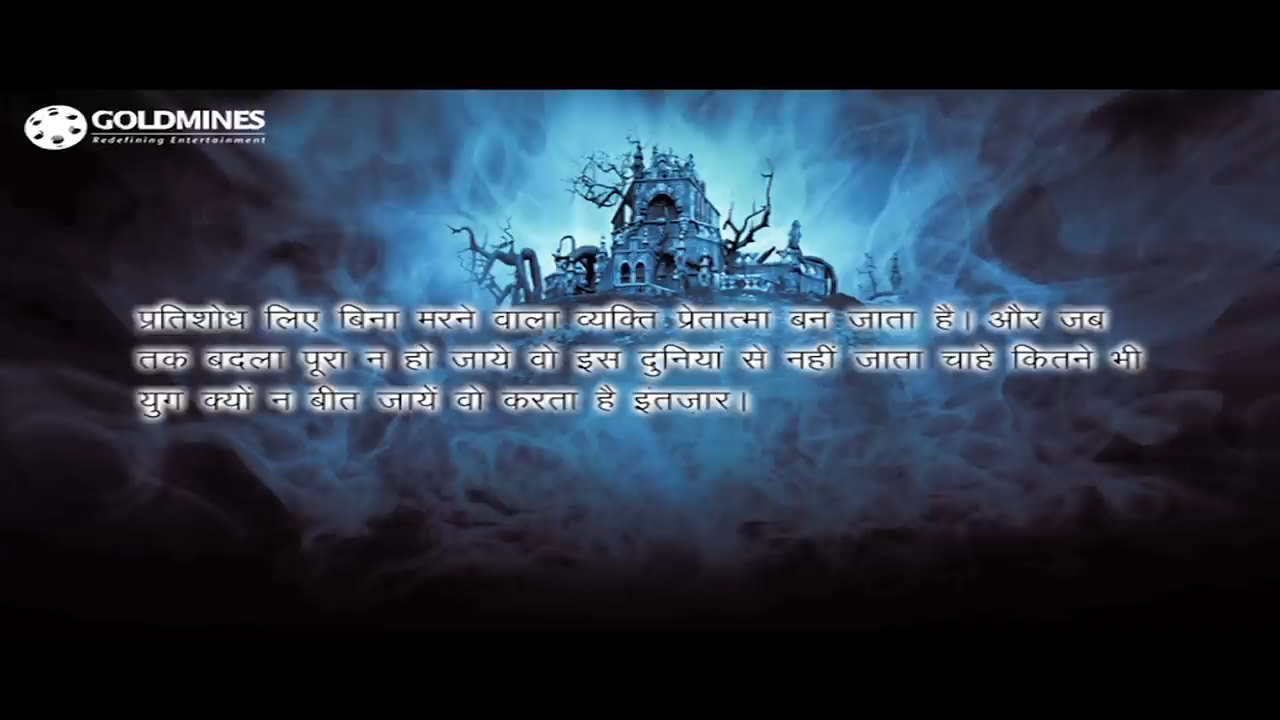 GOLDMINES
Redefining Entertainment
प्रतिशोध लिए बिना मरने वाला व्यक्ति प्रेतात्मा बन जाता है। और जब
तक बदला पूरा न हो जाये वो इस दुनियां से नहीं जाता चाहे कितने भी
युग क्यों न बीत जायें वो करता है इंतज़ार।